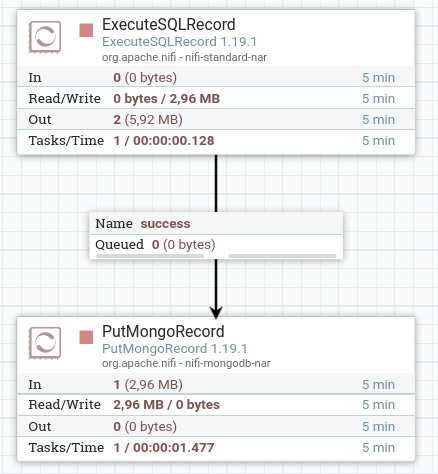 ExecuteSQLRecord
ExecuteSQLRecord 1.19.1
org.apache.nifi - nifi-standard-nar
In 0 (0 bytes) 5 min
Read/Write 0 bytes / 2,96 MB 5 min
Out 2 (5,92 MB) 5 min
Tasks/Time 1 / 00:00:00.128 5 min
Name success
Queued 0 (0 bytes)
PutMongoRecord
PutMongoRecord 1.19.1
org.apache.nifi - nifi-mongodb-nar
In 1 (2,96 MB) 5 min
Read/Write 2,96 MB / 0 bytes 5 min
Out 0 (0 bytes) 5 min
Tasks/Time 1 / 00:00:01.477 5 min